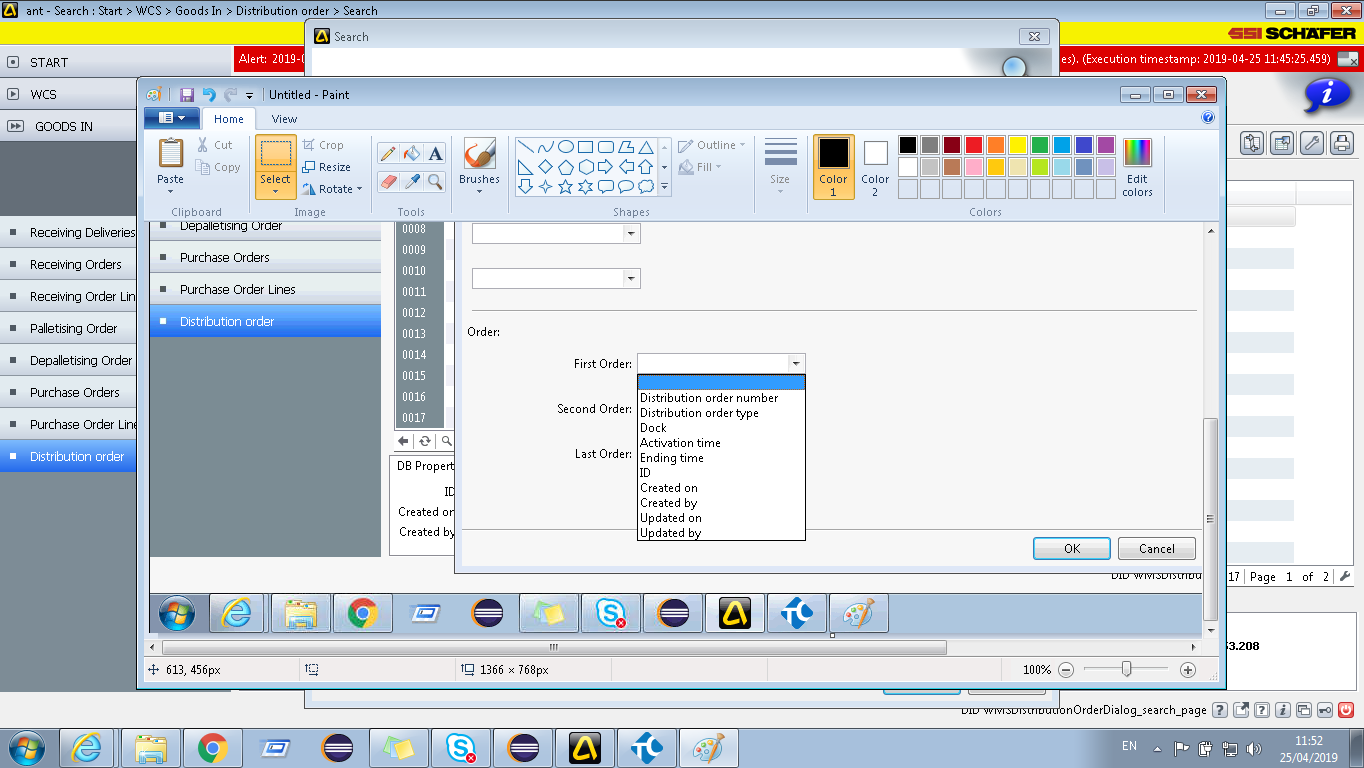 ant - Search : Start > WCS > Goods In > Distribution order > Search
Search
SSI SCHÄFER
START
Alert: 2019-0
es). (Execution timestamp: 2019-04-25 11:45:25.459)
WCS
GOODS IN
Untitled - Paint
Home
View
Paste
Cut
Copy
Clipboard
Select
Crop
Resize
Rotate
Image
A
Tools
Brushes
Shapes
Outline
Fill
Size
Color 1
Color 2
Edit colors
Colors
Receiving Deliveries
Receiving Orders
Receiving Order Lin
Palletising Order
Depalletising Order
Purchase Orders
Purchase Order Line
Distribution order
Depalletising Order
Purchase Orders
Purchase Order Lines
Distribution order
0008
0009
0010
0011
0012
0013
0014
0015
0016
0017
DB Propert
ID
Created on
Created by
Order:
First Order:
Second Order:
Last Order:
Distribution order number
Distribution order type
Dock
Activation time
Ending time
ID
Created on
Created by
Updated on
Updated by
OK
Cancel
DID WMSDistribu
17
Page 1 of 2
613, 456px
1366 × 768px
100%
3.208
DID WMSDistributionOrderDialog_search_page
EN
11:52
25/04/2019